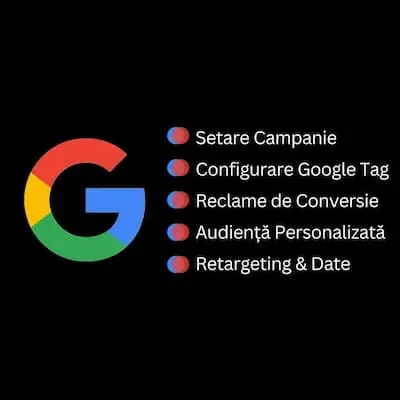 Setare Campanie
Configurare Google Tag
Reclame de Conversie
Audiență Personalizată
Retargeting & Date